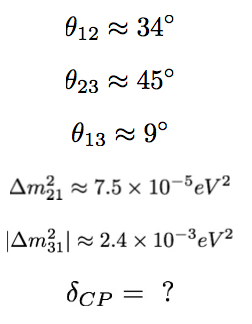 θ₁₂ ≈ 34°
θ₂₃ ≈ 45°
θ₁₃ ≈ 9°
Δm²₂₁ ≈ 7.5 × 10⁻⁵eV²
|Δm²₃₁| ≈ 2.4 × 10⁻³eV²
δ_CP = ?